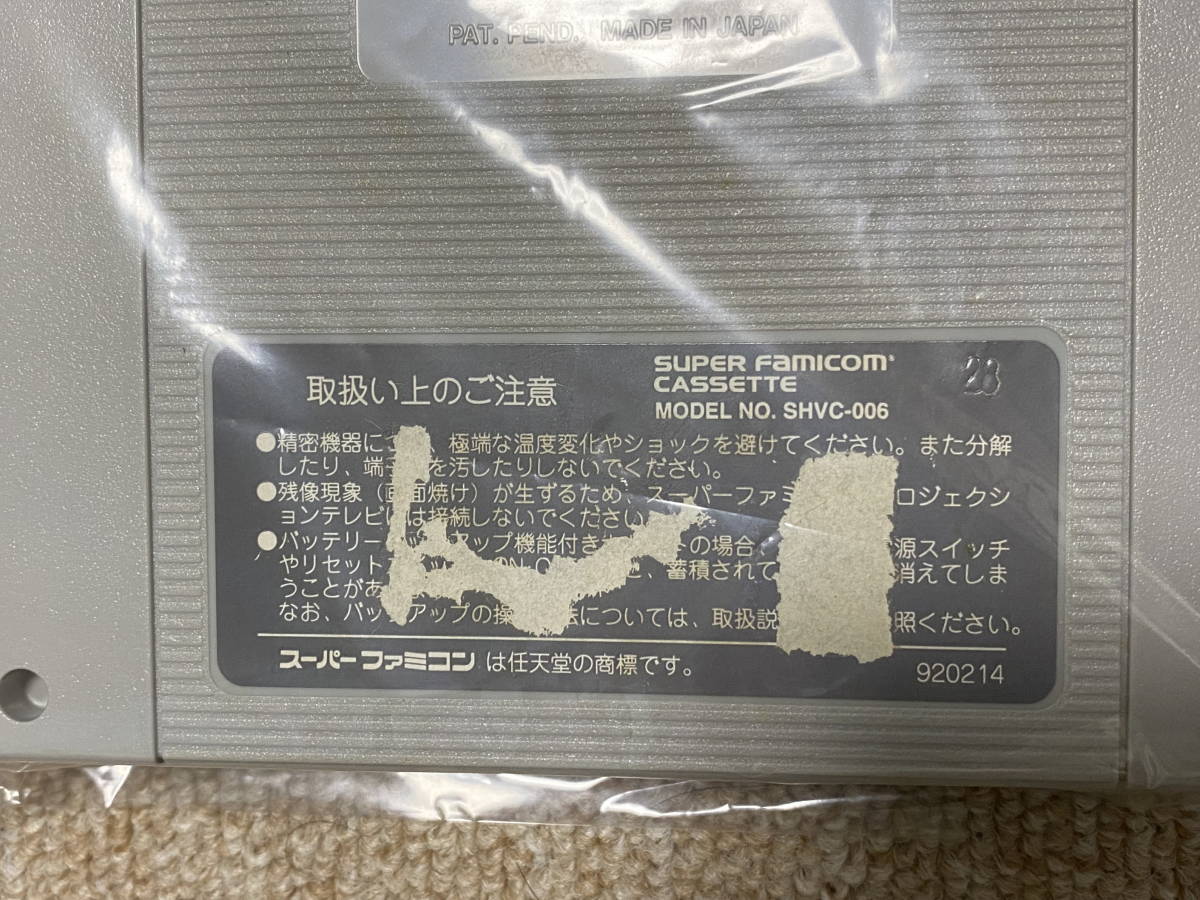 PAT. PEND. MADE IN JAPAN
取扱い上のご注意
SUPER FAMICOM
CASSETTE
MODEL NO. SHVC-006
28
●精密機器に 、極端な温度変化やショックを避けてください。また分解
したり、端子 を汚したりしないでください。
●残像現象(画面焼け)が生ずるため、スーパーファミ ロジェクシ
ョンテレビ は接続しないでください
●バッテリー アップ機能付き の場合、 源スイッチ
やリセット 、蓄積されて 消えてしま
うことがあ
なお、バッ アップの操 法については、取扱説 照ください。
スーパーファミコン は任天堂の商標です。
920214